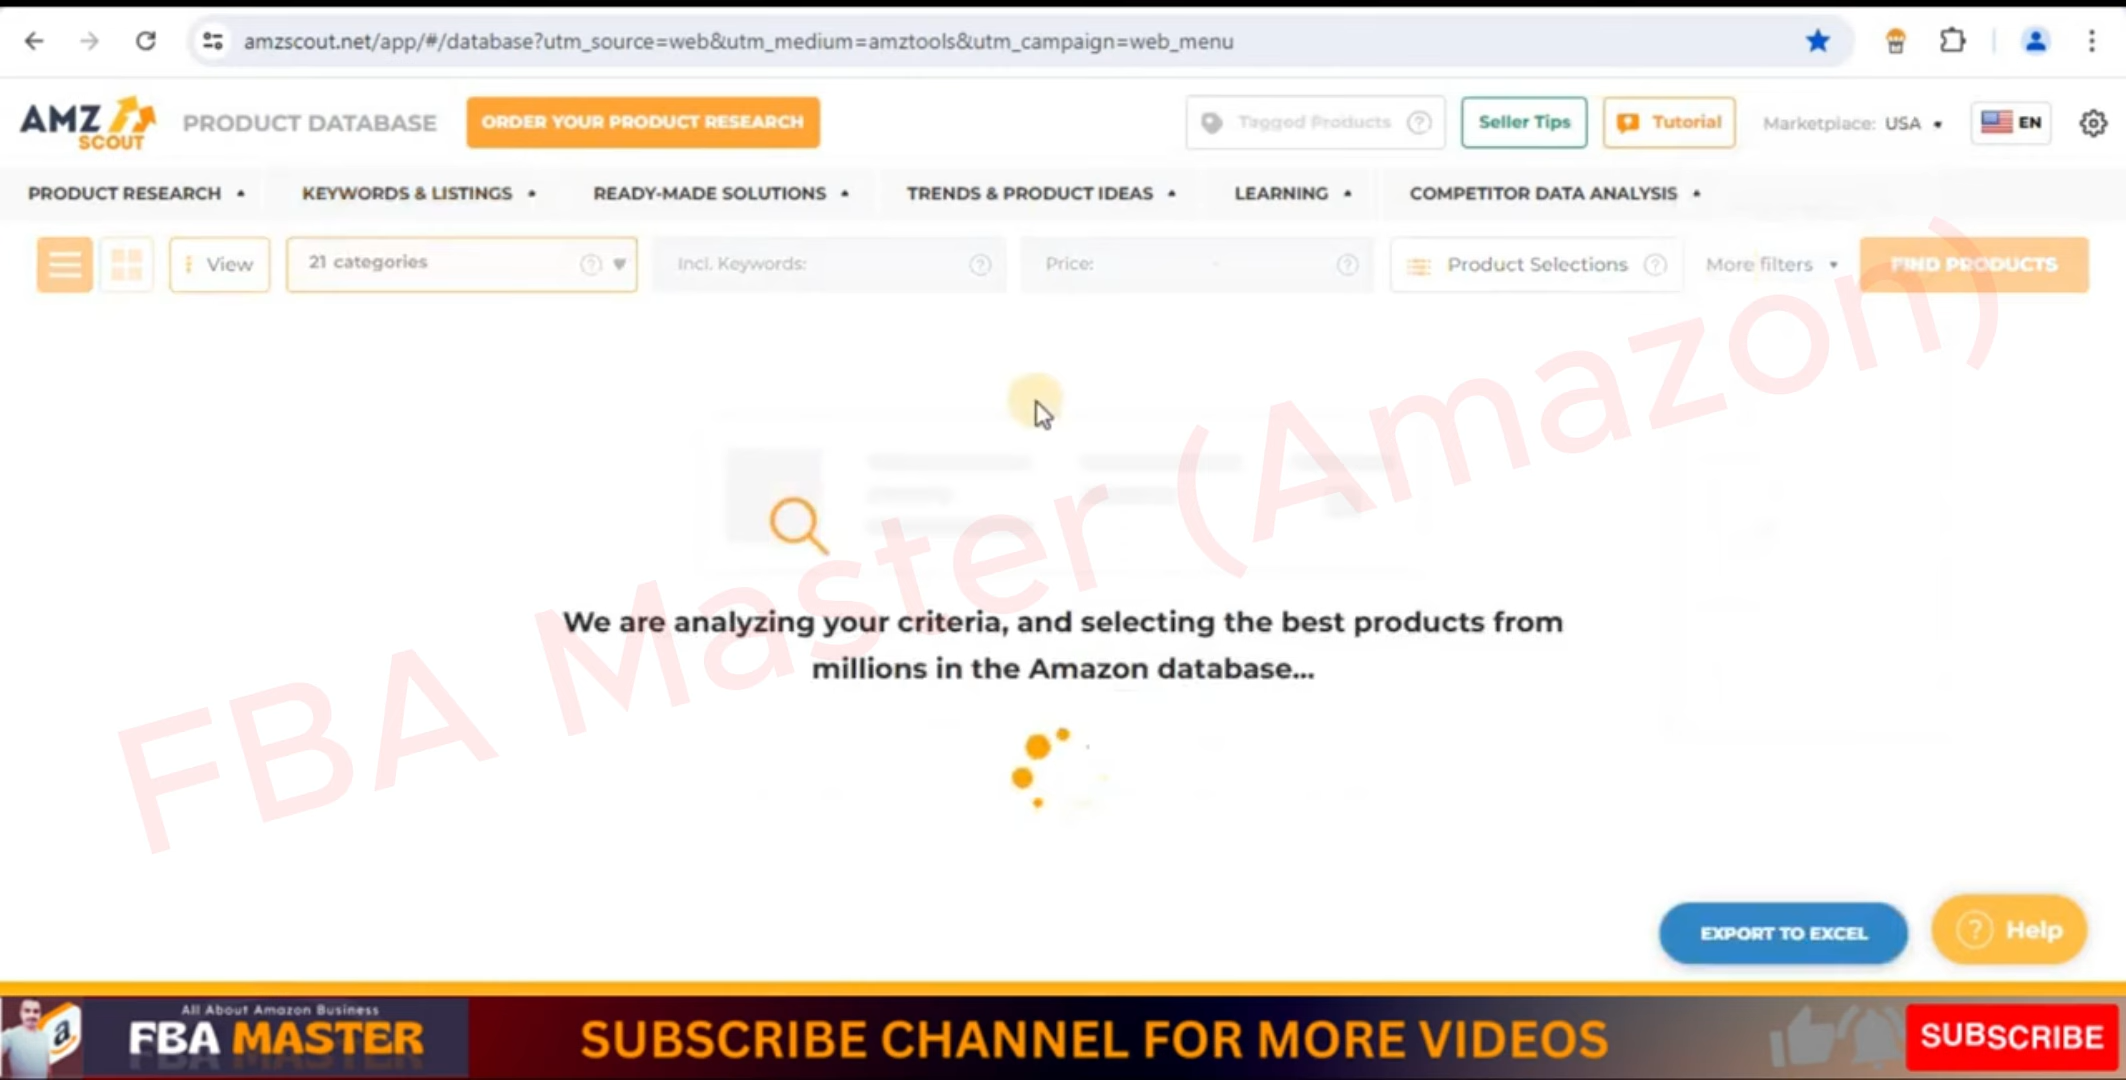 amzscout.net/app/#/database?utm_source=web&utm_medium=amztools&utm_campaign=web_menu
AMZ
SCOUT
PRODUCT DATABASE
ORDER YOUR PRODUCT RESEARCH
Tagged Products ?
Seller Tips
Tutorial
Marketplace: USA
EN
PRODUCT RESEARCH
KEYWORDS & LISTINGS
READY-MADE SOLUTIONS
TRENDS & PRODUCT IDEAS
LEARNING
COMPETITOR DATA ANALYSIS
View
21 categories ?
Incl. Keywords: ?
Price: - ?
Product Selections ?
More filters
FIND PRODUCTS
FBA Master (Amazon)
We are analyzing your criteria, and selecting the best products from
millions in the Amazon database...
EXPORT TO EXCEL
? Help
a
All About Amazon Business
FBA MASTER
SUBSCRIBE CHANNEL FOR MORE VIDEOS
SUBSCRIBE